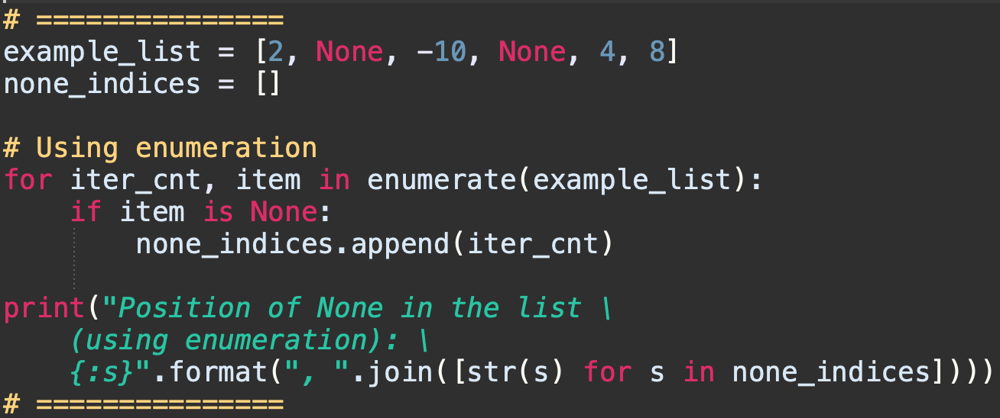 # ===============
example_list = [2, None, -10, None, 4, 8]
none_indices = []

# Using enumeration
for iter_cnt, item in enumerate(example_list):
    if item is None:
        none_indices.append(iter_cnt)

print("Position of None in the list \
    (using enumeration): \
    {:s}".format(", ".join([str(s) for s in none_indices])))
# ===============